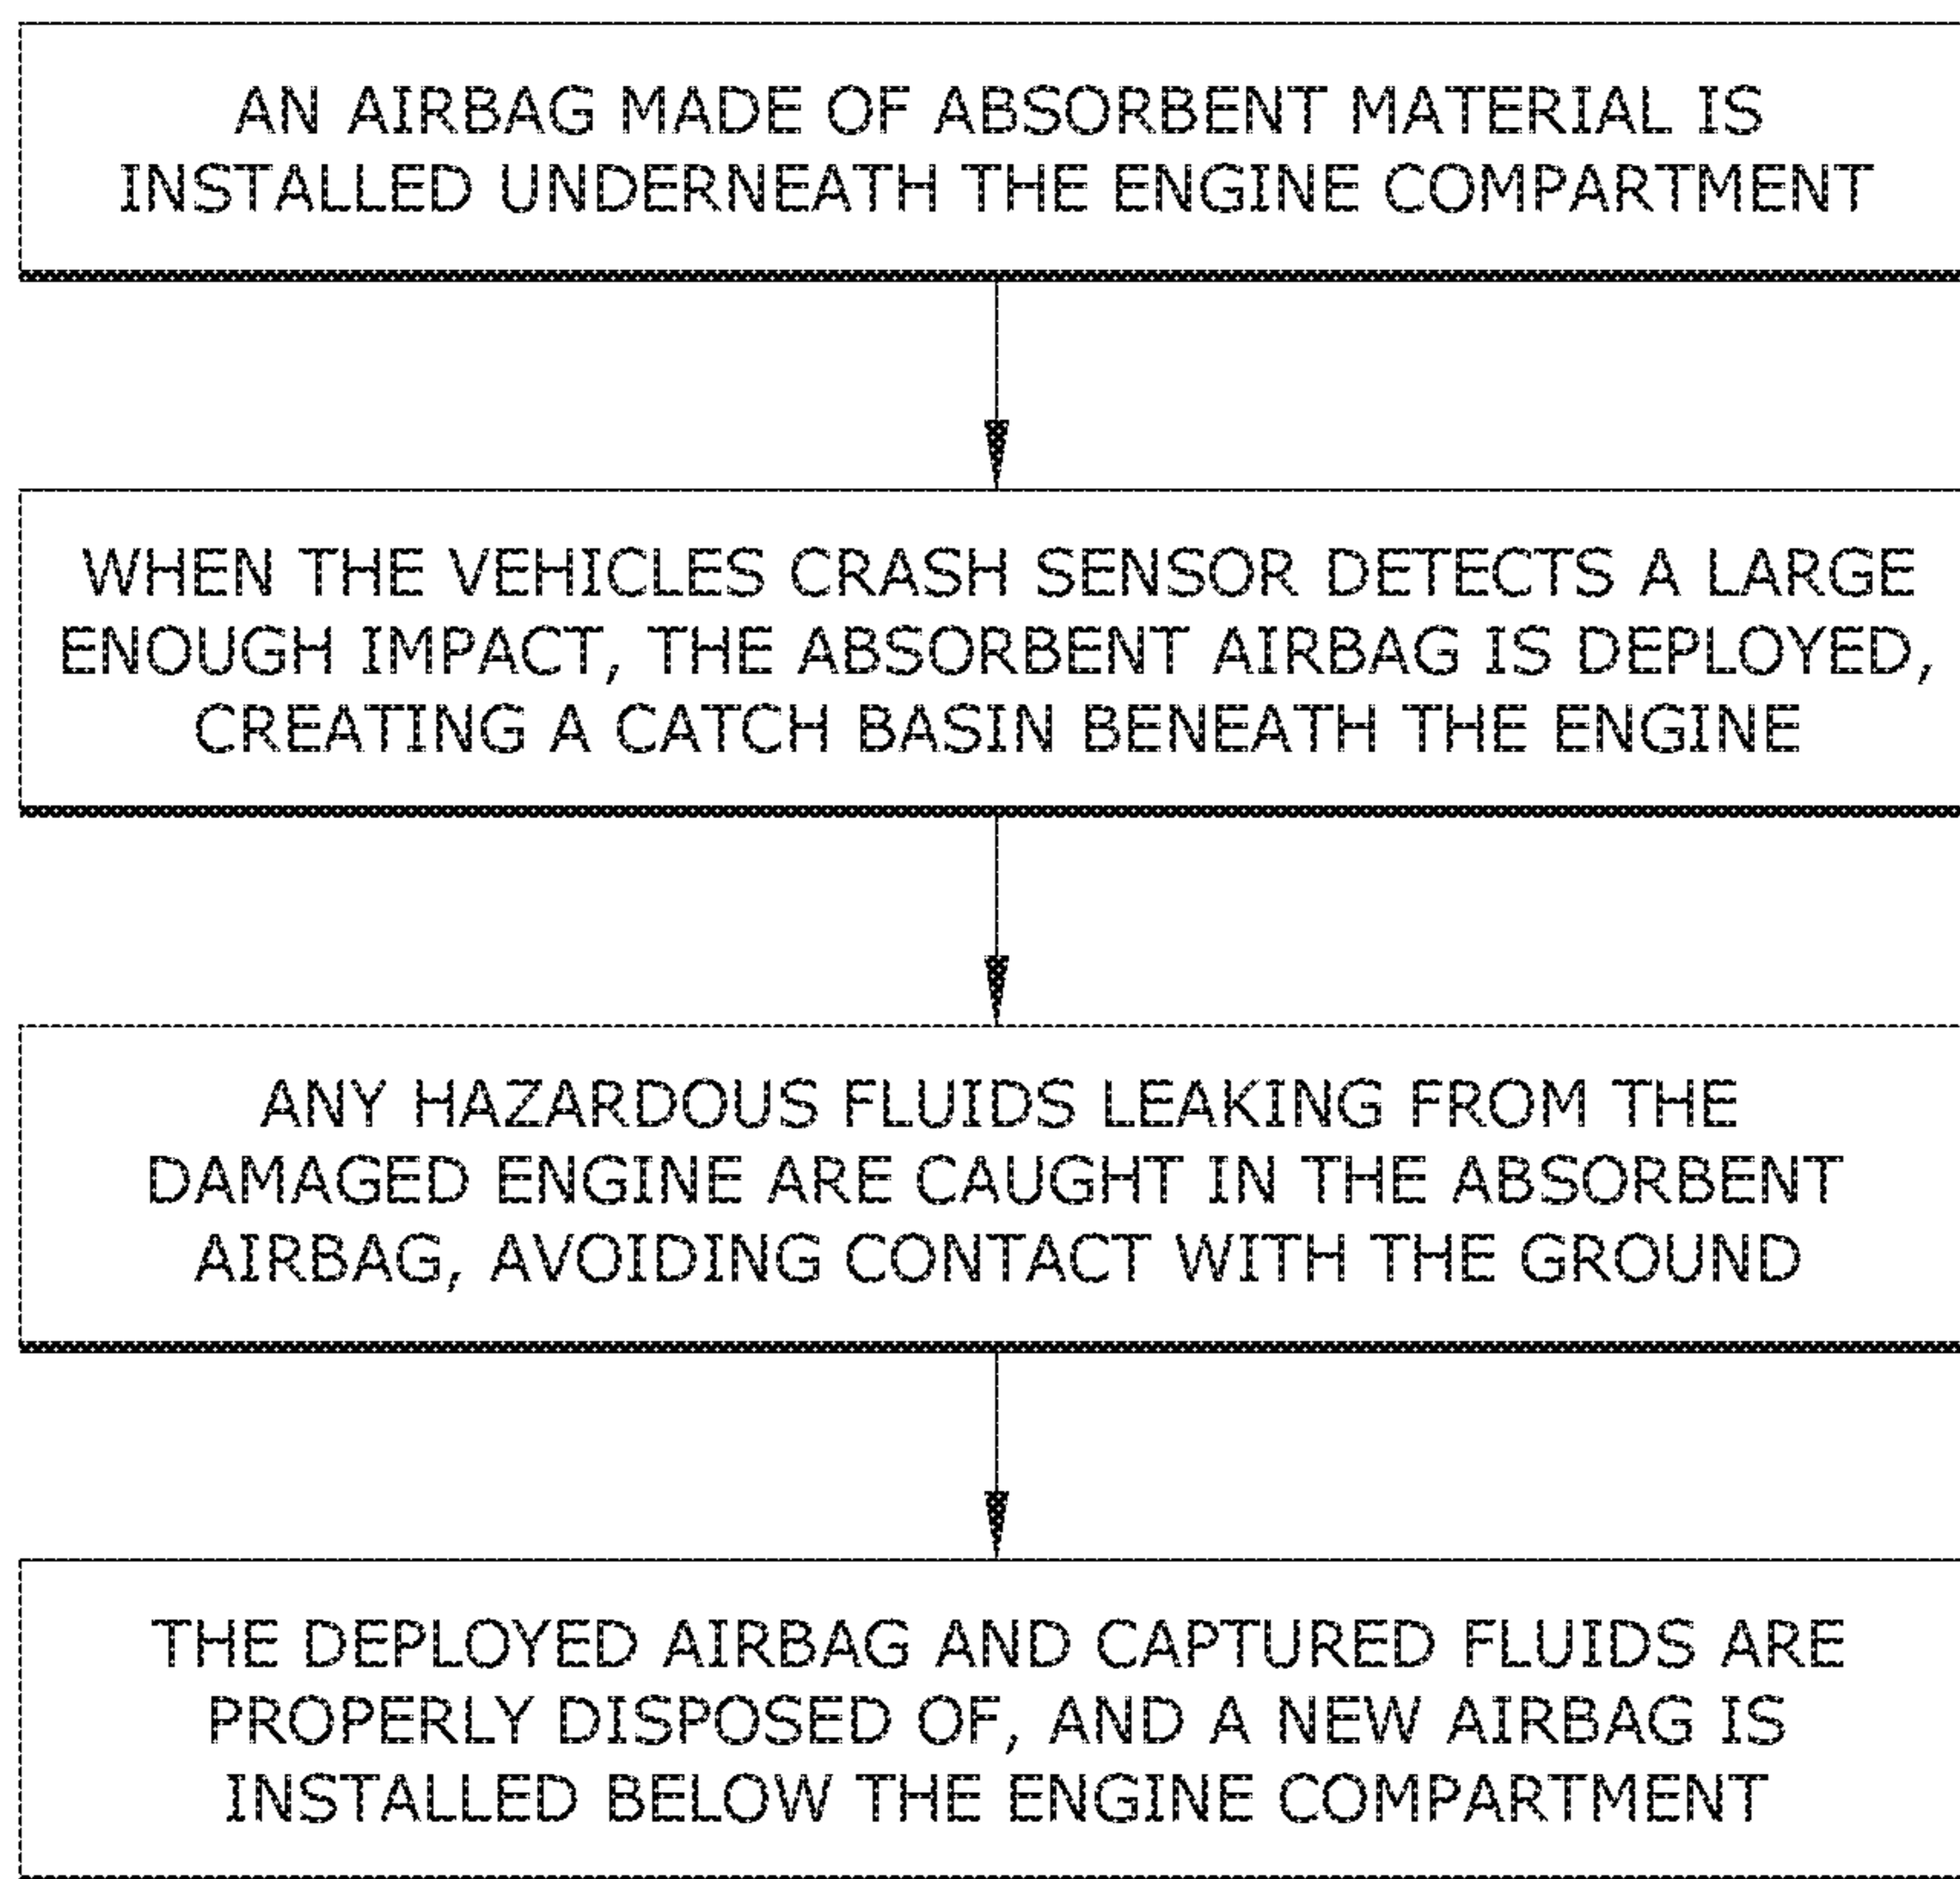 AN AIRBAG MADE OF ABSORBENT MATERIAL IS
INSTALLED UNDERNEATH THE ENGINE COMPARTMENT
WHEN THE VEHICLES CRASH SENSOR DETECTS A LARGE
ENOUGH IMPACT, THE ABSORBENT AIRBAG IS DEPLOYED,
CREATING A CATCH BASIN BENEATH THE ENGINE
ANY HAZARDOUS FLUIDS LEAKING FROM THE
DAMAGED ENGINE ARE CAUGHT IN THE ABSORBENT
AIRBAG, AVOIDING CONTACT WITH THE GROUND
THE DEPLOYED AIRBAG AND CAPTURED FLUIDS ARE
PROPERLY DISPOSED OF, AND A NEW AIRBAG IS
INSTALLED BELOW THE ENGINE COMPARTMENT